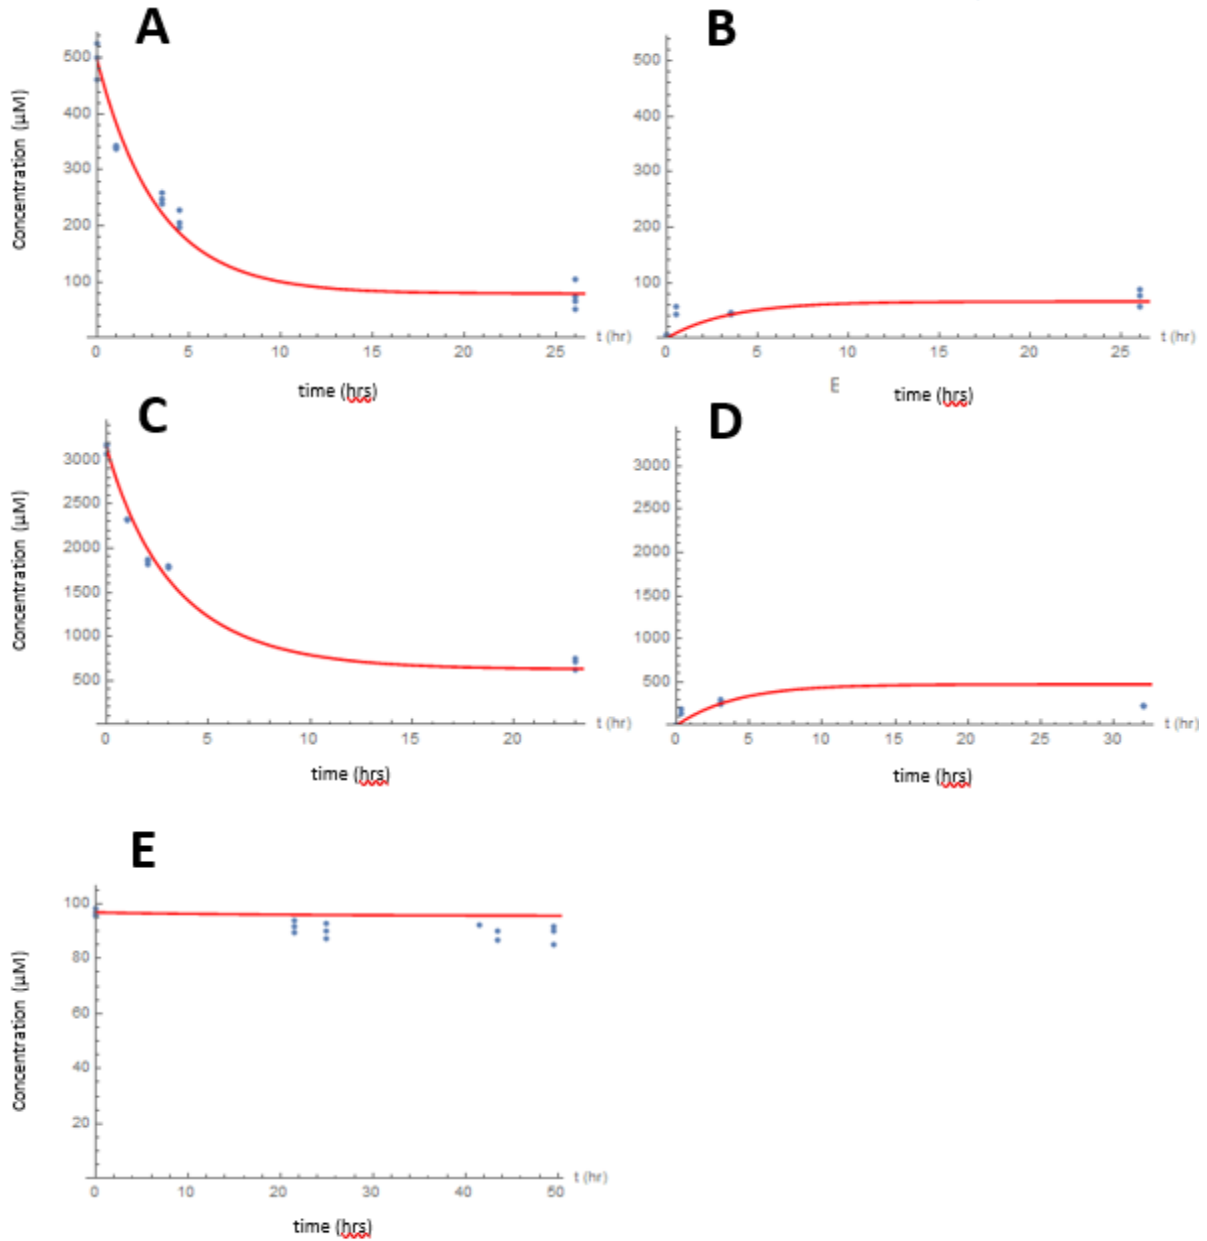 A
Concentration (µM)
500
400
300
200
100
0 5 10 15 20 25
t (hr)
time (hrs)
B
500
400
300
200
100
0 5 10 15 20 25
t (hr)
E
time (hrs)
C
Concentration (µM)
3000
2500
2000
1500
1000
500
0 5 10 15 20
t (hr)
time (hrs)
D
3000
2500
2000
1500
1000
500
0 5 10 15 20 25 30
t (hr)
time (hrs)
E
Concentration (µM)
100
80
60
40
20
0 10 20 30 40 50
t (hr)
time (hrs)